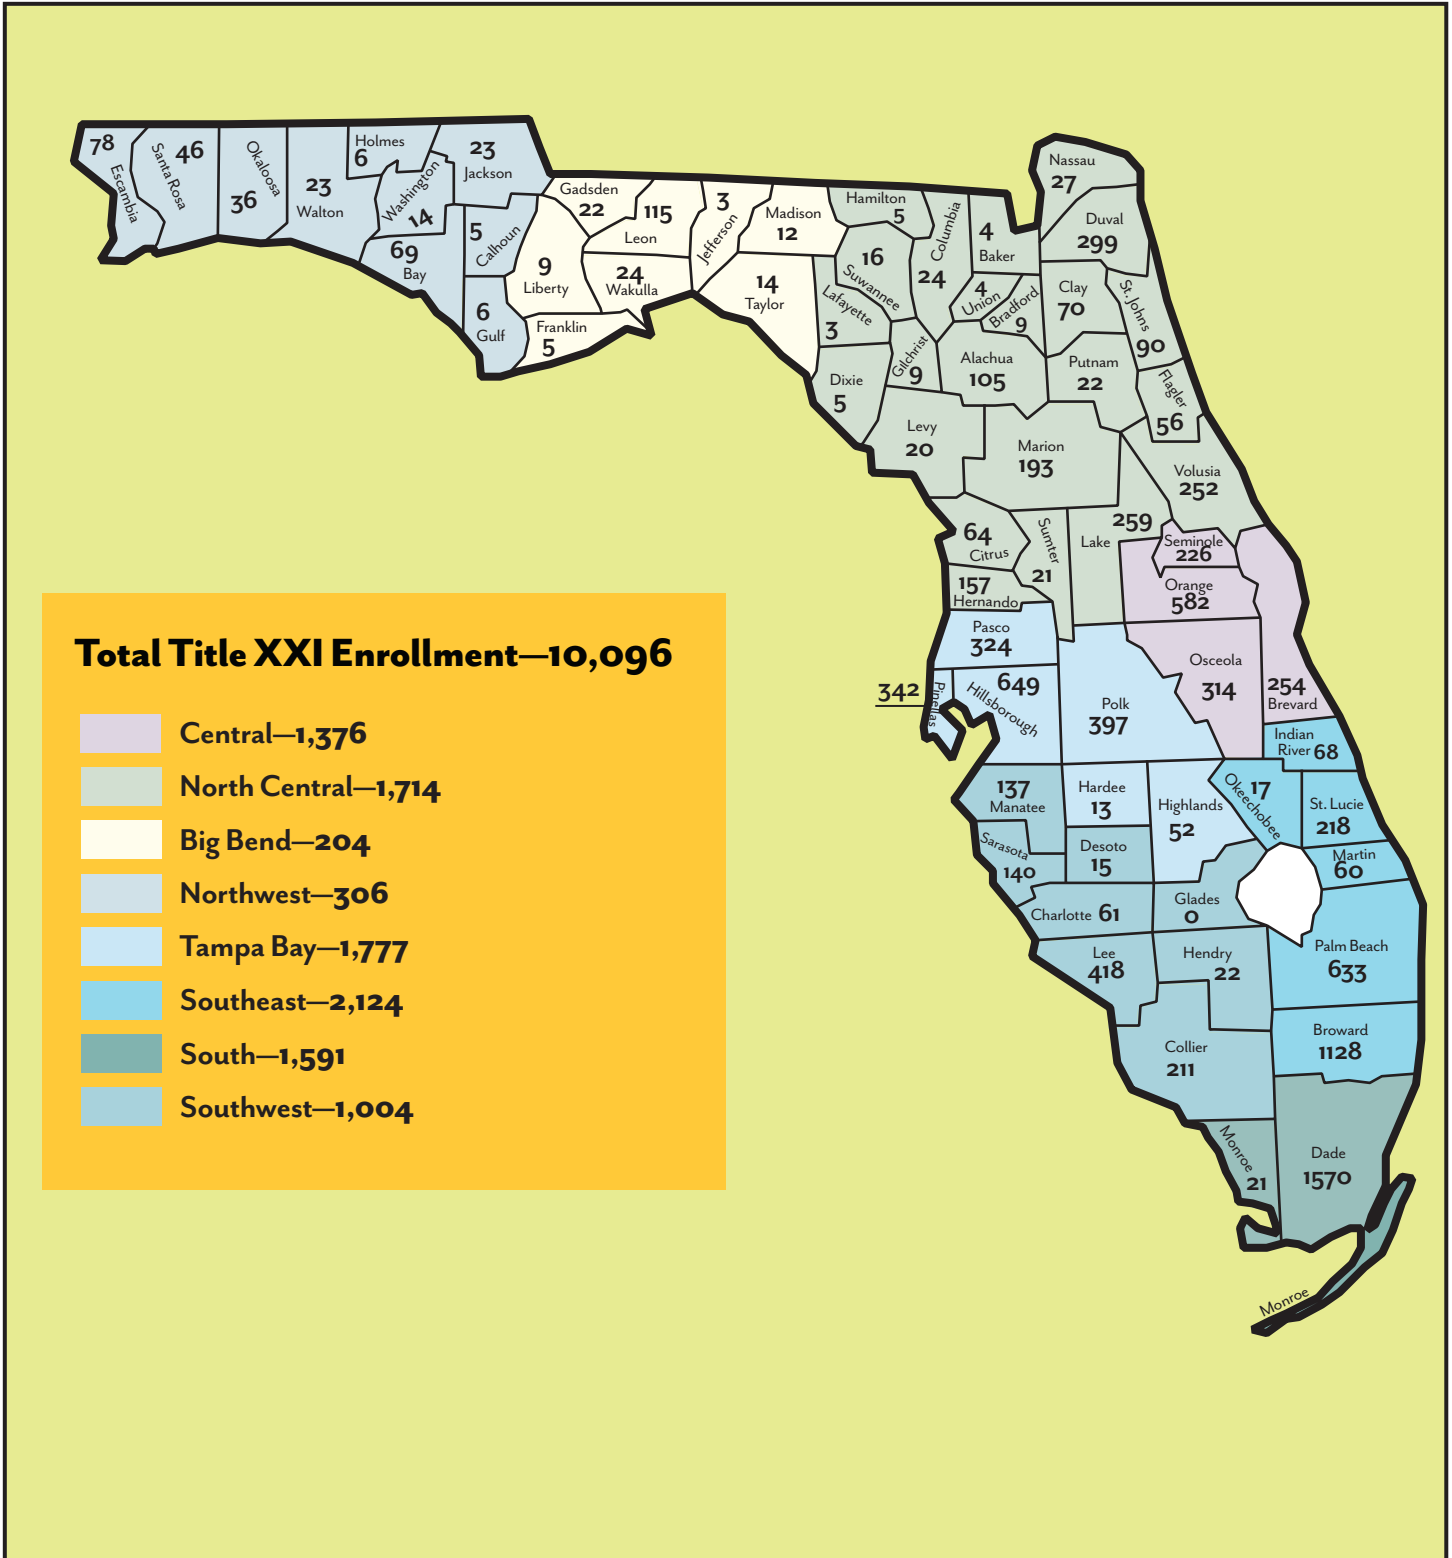 78
Escambia
Santa Rosa
46
Okaloosa
36
23
Walton
Holmes
6
Washington
14
23
Jackson
69
Bay
5
Calhoun
6
Gulf
Gadsden
22
115
Leon
3
Jefferson
Madison
12
9
Liberty
24
Wakulla
Franklin
5
14
Taylor
Hamilton
5
Columbia
24
4
Baker
Nassau
27
Duval
299
16
Suwannee
Lafayette
3
4
Union
Bradford
9
Clay
70
St. Johns
90
Gilchrist
9
Alachua
105
Putnam
22
Flagler
56
Dixie
5
Levy
20
Marion
193
Volusia
252
64
Citrus
Sumter
21
259
Lake
Seminole
226
Orange
582
157
Hernando
Pasco
324
Osceola
314
254
Brevard
342
Pinellas
649
Hillsborough
Polk
397
Indian
River 68
137
Manatee
Hardee
13
Highlands
52
17
Okeechobee
St. Lucie
218
Sarasota
140
Desoto
15
Martin
60
Charlotte 61
Glades
0
Palm Beach
633
Lee
418
Hendry
22
Broward
1128
Collier
211
Monroe
21
Dade
1570
Monroe
Total Title XXI Enrollment—10,096
Central—1,376
North Central—1,714
Big Bend—204
Northwest—306
Tampa Bay—1,777
Southeast—2,124
South—1,591
Southwest—1,004